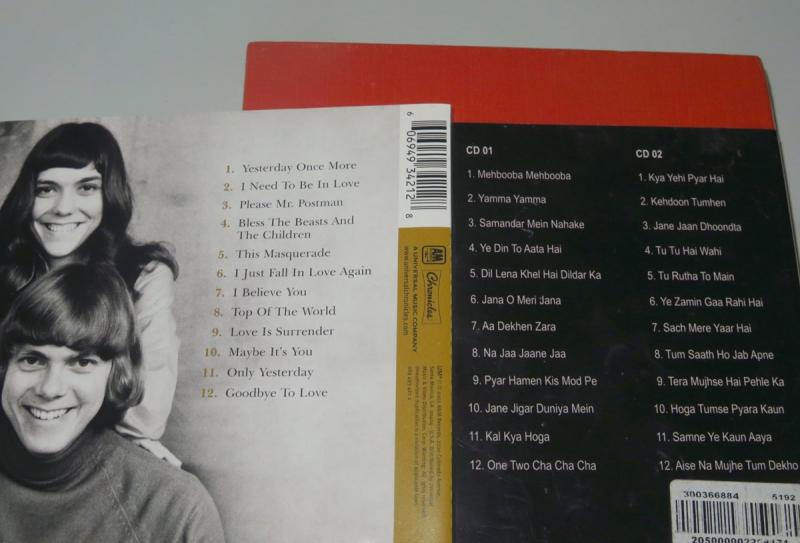 1. Yesterday Once More
2. I Need To Be In Love
3. Please Mr. Postman
4. Bless The Beasts And
The Children
5. This Masquerade
6. I Just Fall In Love Again
7. I Believe You
8. Top Of The World
9. Love Is Surrender
10. Maybe It's You
11. Only Yesterday
12. Goodbye To Love
6 06949 34212 8
A&M
Chronicles
A UNIVERSAL MUSIC COMPANY
www.universalchronicles.com
CD 01
1. Mehbooba Mehbooba
2. Yamma Yamma
3. Samandar Mein Nahake
4. Ye Din To Aata Hai
5. Dil Lena Khel Hai Dildar Ka
6. Jana O Meri Jana
7. Aa Dekhen Zara
8. Na Jaa Jaane Jaa
9. Pyar Hamen Kis Mod Pe
10. Jane Jigar Duniya Mein
11. Kal Kya Hoga
12. One Two Cha Cha Cha
CD 02
1. Kya Yehi Pyar Hai
2. Kehdoon Tumhen
3. Jane Jaan Dhoondta
4. Tu Tu Hai Wahi
5. Tu Rutha To Main
6. Ye Zamin Gaa Rahi Hai
7. Sach Mere Yaar Hai
8. Tum Saath Ho Jab Apne
9. Tera Mujhse Hai Pehle Ka
10. Hoga Tumse Pyara Kaun
11. Samne Ye Kaun Aaya
12. Aise Na Mujhe Tum Dekho
300366884 5192